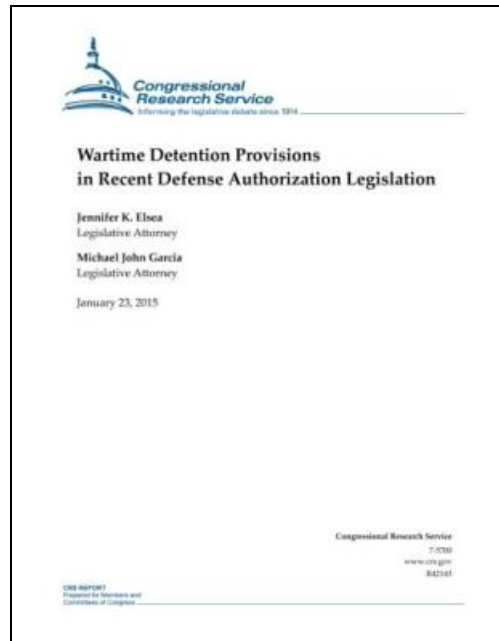 Congressional
Research Service
Informing the legislative debate since 1914
Wartime Detention Provisions
in Recent Defense Authorization Legislation
Jennifer K. Elsea
Legislative Attorney
Michael John Garcia
Legislative Attorney
January 23, 2015
Congressional Research Service
7-5700
www.crs.gov
R42143
CRS REPORT
Prepared for Members and
Committees of Congress